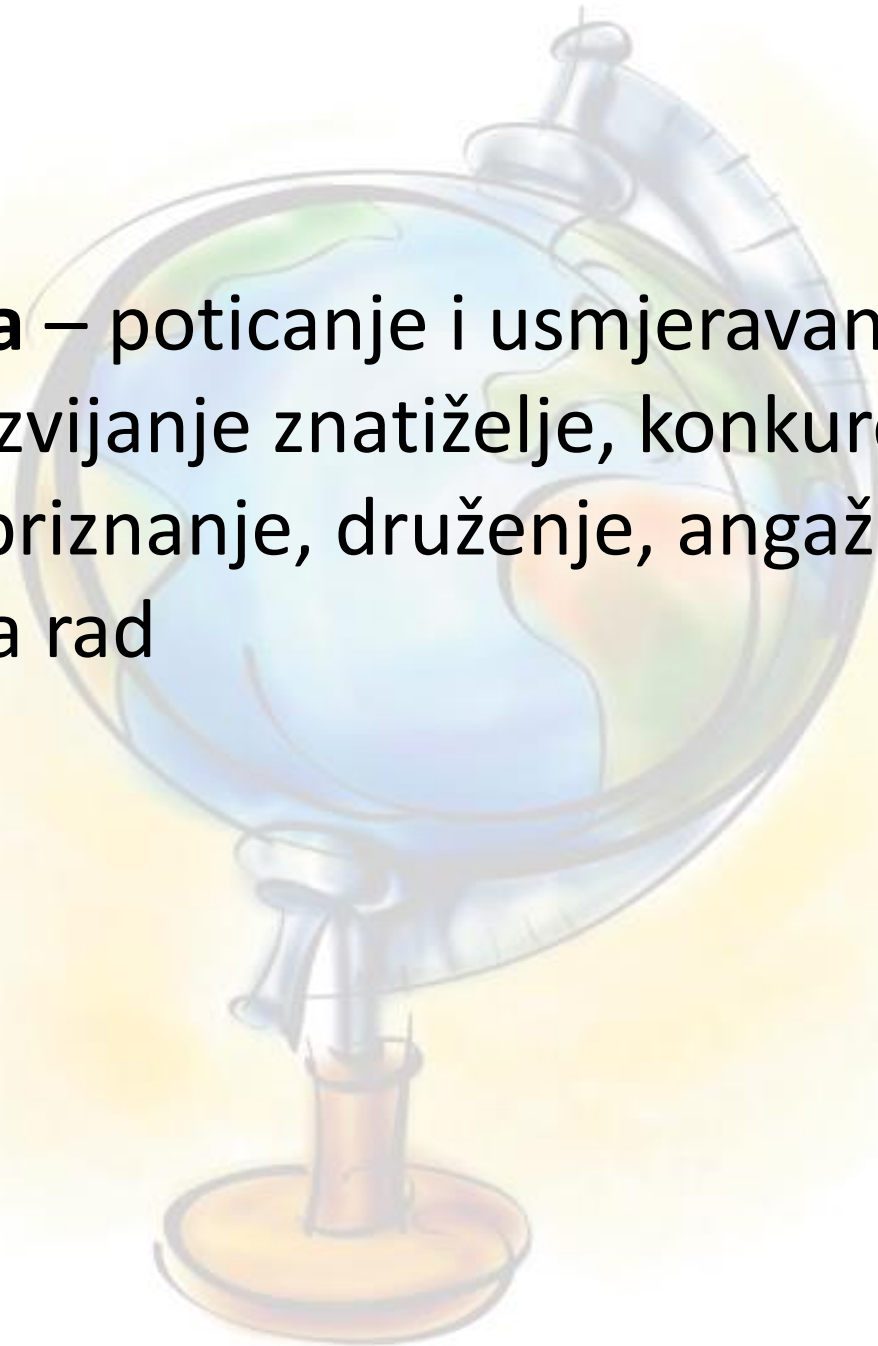 a – poticanje i usmjeravan
zvijanje znatiželje, konkur
priznanje, druženje, angaž
a rad